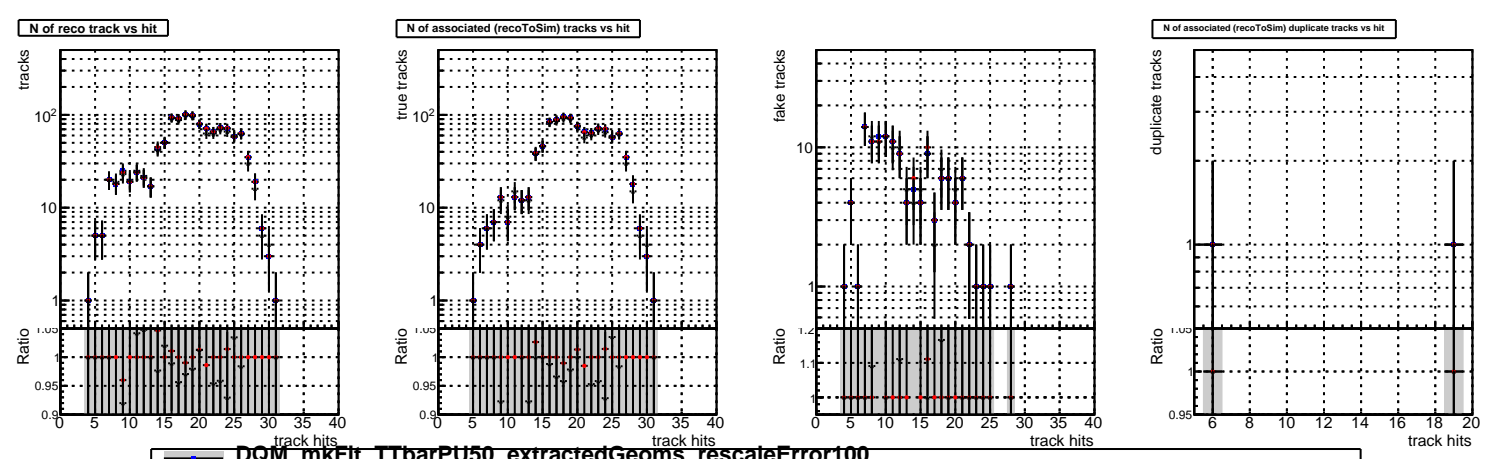 N of reco track vs hit
N of associated (recoToSim) tracks vs hit
N of associated (recoToSim) duplicate tracks vs hit
tracks
10²
10
1
Ratio
1.05
1
0.95
0.9
0 5 10 15 20 25 30 35 40
track hits
true tracks
10²
10
1
Ratio
1.05
1
0.95
0.9
0 5 10 15 20 25 30 35 40
track hits
fake tracks
10
1
Ratio
1.2
1.1
1
0 5 10 15 20 25 30 35 40
track hits
duplicate tracks
1
Ratio
1.05
1
0.95
6 8 10 12 14 16 18 20
track hits
DQM_mkFit_TTbarPU50_extractedGeoms_rescaleError100